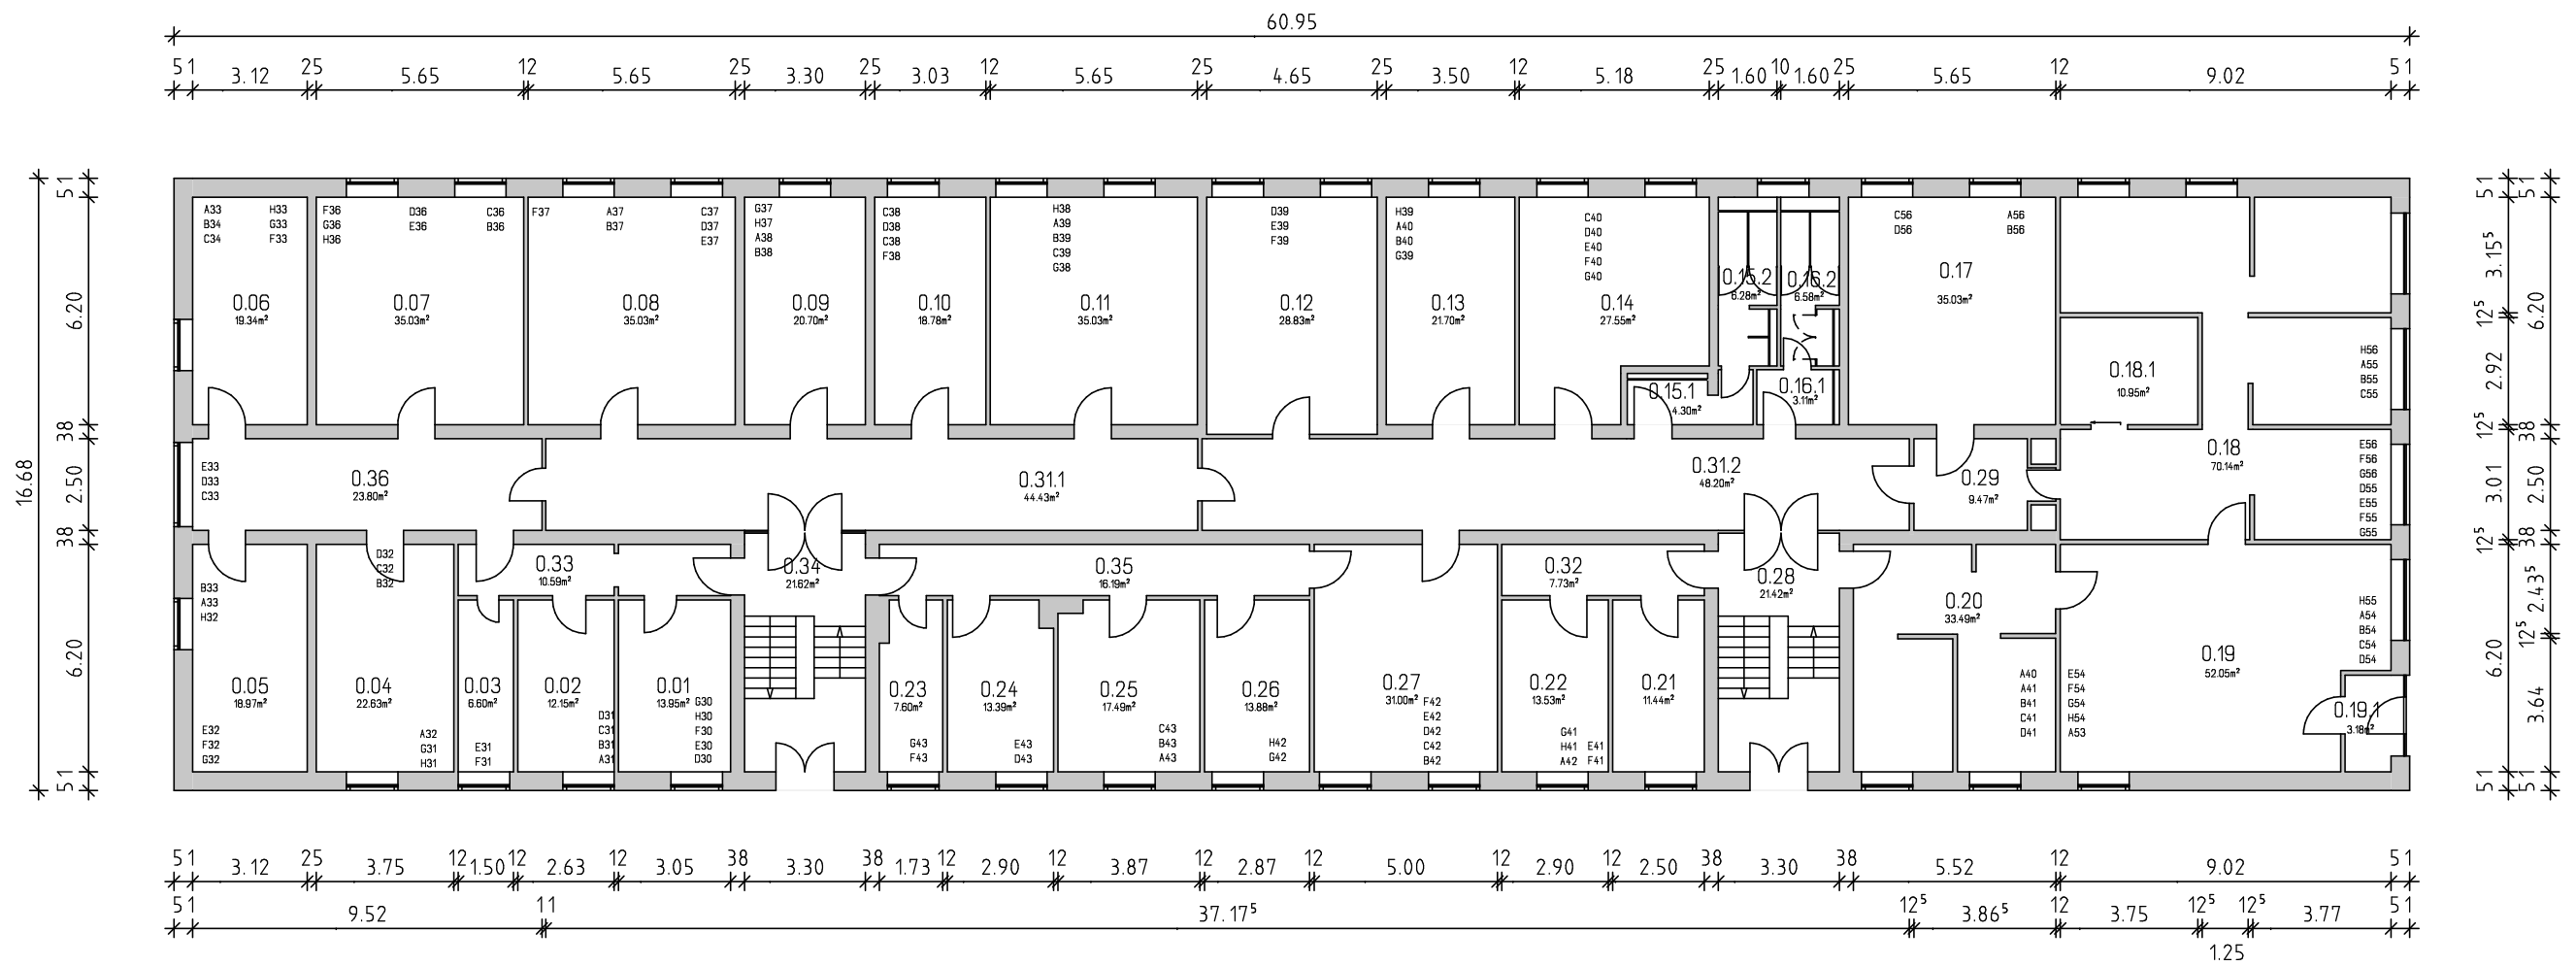 60.95
51 3.12 25 5.65 12 5.65 25 3.30 25 3.03 12 5.65 25 4.65 25 3.50 12 5.18 25 1.60 10 1.60 25 5.65 12 9.02 51
16.68
51 6.20 38 2.50 38 6.20 51
A33 H33
B34 G33
C34 F33
0.06
19.34m²
F36 D36 C36
G36 E36 B36
H36
0.07
35.03m²
F37 A37 C37
B37 D37
E37
0.08
35.03m²
G37
H37
A38
B38
0.09
20.70m²
C38
D38
C38
F38
0.10
18.78m²
H38
A39
B39
C39
G38
0.11
35.03m²
D39
E39
F39
0.12
28.83m²
H39
A40
B40
G39
0.13
21.70m²
C40
D40
E40
F40
G40
0.14
27.55m²
0.15.2
6.28m²
0.16.2
6.58m²
0.15.1
4.30m²
0.16.1
3.11m²
C56 A56
D56 B56
0.17
35.03m²
0.18.1
10.95m²
H56
A55
B55
C55
E33
D33
C33
0.36
23.80m²
0.31.1
44.43m²
0.31.2
48.20m²
0.29
9.47m²
0.18
70.14m²
E56
F56
G56
D55
E55
F55
G55
B33
A33
H32
0.05
18.97m²
E32
F32
G32
D32
C32
B32
0.04
22.63m²
A32
G31
H31
0.33
10.59m²
0.03
6.60m²
E31
F31
0.02
12.15m²
D31
C31
B31
A31
0.01
13.95m²
G30
H30
F30
E30
D30
0.34
21.62m²
0.35
16.19m²
0.23
7.60m²
G43
F43
0.24
13.39m²
E43
D43
0.25
17.49m²
C43
B43
A43
0.26
13.88m²
H42
G42
0.27
31.00m²
F42
E42
D42
C42
B42
0.32
7.73m²
0.22
13.53m²
G41
H41 E41
A42 F41
0.21
11.44m²
0.28
21.42m²
0.20
33.49m²
A40
A41
B41
C41
D41
E54
F54
G54
H54
A53
0.19
52.05m²
H55
A54
B54
C54
D54
0.19.1
3.18m²
51 3.15⁵ 12⁵ 2.92 12⁵ 3.01 12⁵ 2.43⁵ 12⁵ 3.64 51
51 6.20 38 2.50 38 6.20 51
51 3.12 25 3.75 12 1.50 12 2.63 12 3.05 38 3.30 38 1.73 12 2.90 12 3.87 12 2.87 12 5.00 12 2.90 12 2.50 38 3.30 38 5.52 12 9.02 51
51 9.52 11 37.17⁵ 12⁵ 3.86⁵ 12 3.75 12⁵ 1.25 12⁵ 3.77 51